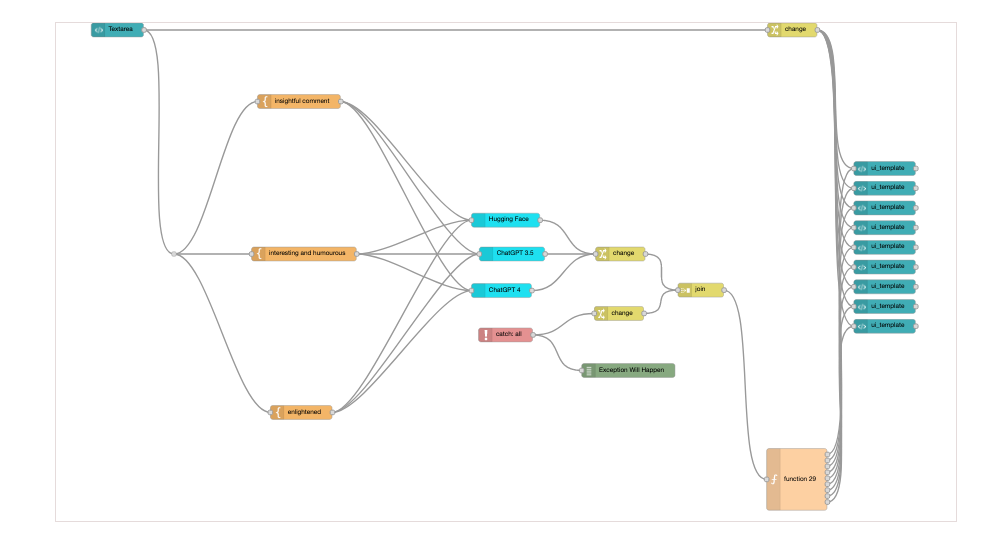 Textarea
change
insightful comment
ui_template
ui_template
ui_template
Hugging Face
ui_template
ui_template
interesting and humourous
ChatGPT 3.5
change
ui_template
ChatGPT 4
join
ui_template
ui_template
change
ui_template
catch: all
Exception Will Happen
enlightened
function 29